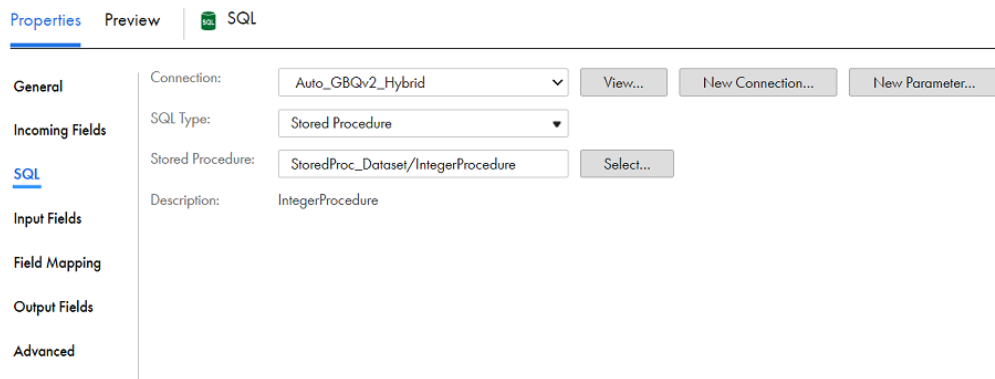 Properties Preview SQL SQL
General
Incoming Fields
SQL
Input Fields
Field Mapping
Output Fields
Advanced
Connection: Auto_GBQv2_Hybrid View... New Connection... New Parameter...
SQL Type: Stored Procedure
Stored Procedure: StoredProc_Dataset/IntegerProcedure Select...
Description: IntegerProcedure